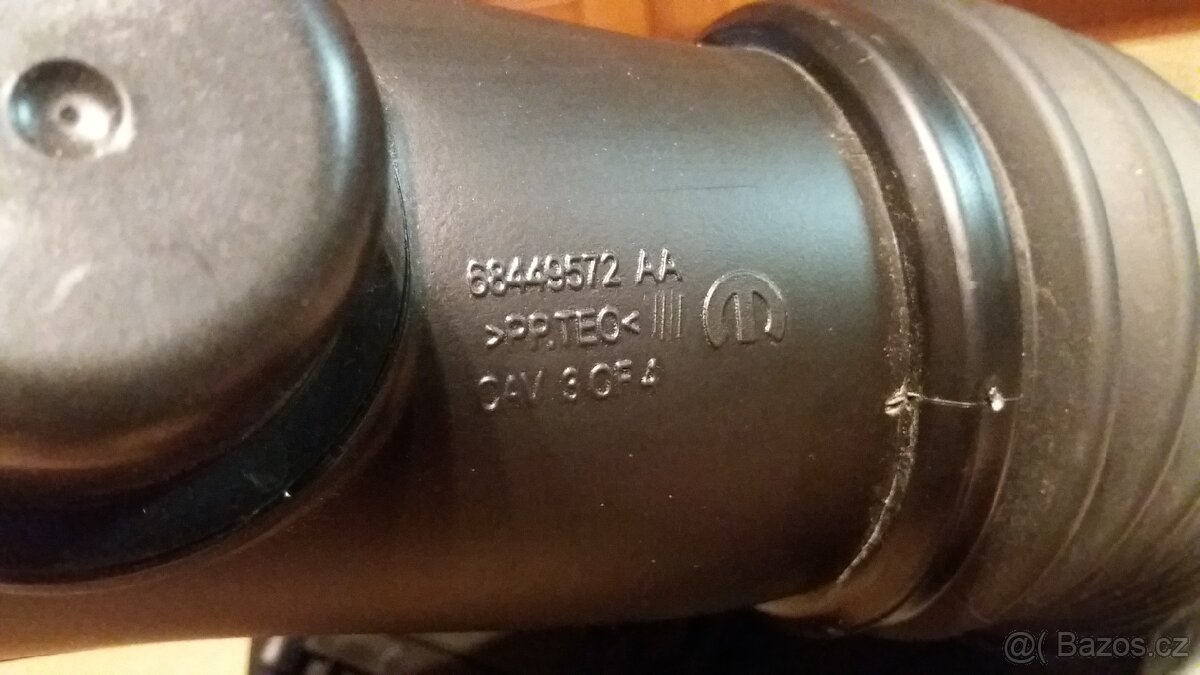 68449572 AA
>PP.TEO<
CAV 3 OF 4
@( Bazos.cz